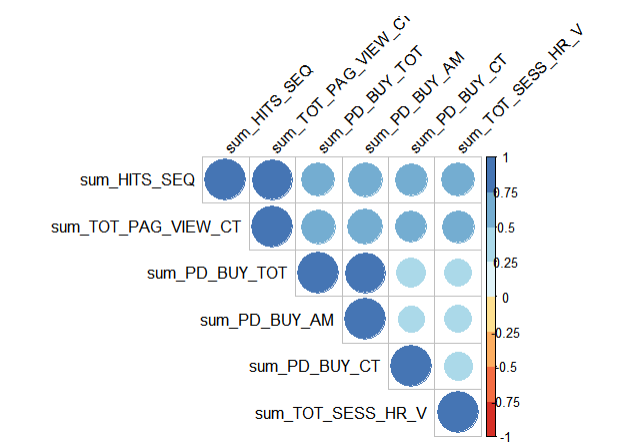 sum_HITS_SEQ
sum_TOT_PAG_VIEW_CT
sum_PD_BUY_TOT
sum_PD_BUY_AM
sum_PD_BUY_CT
sum_TOT_SESS_HR_V
sum_HITS_SEQ
sum_TOT_PAG_VIEW_CT
sum_PD_BUY_TOT
sum_PD_BUY_AM
sum_PD_BUY_CT
sum_TOT_SESS_HR_V
1
0.75
0.5
0.25
0
-0.25
-0.5
-0.75
-1